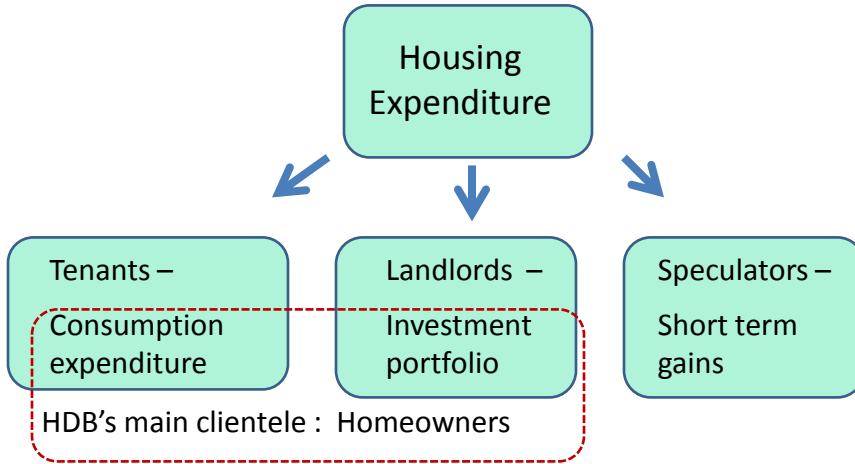 Housing
Expenditure
Tenants –
Consumption
expenditure
Landlords –
Investment
portfolio
Speculators –
Short term
gains
HDB’s main clientele : Homeowners